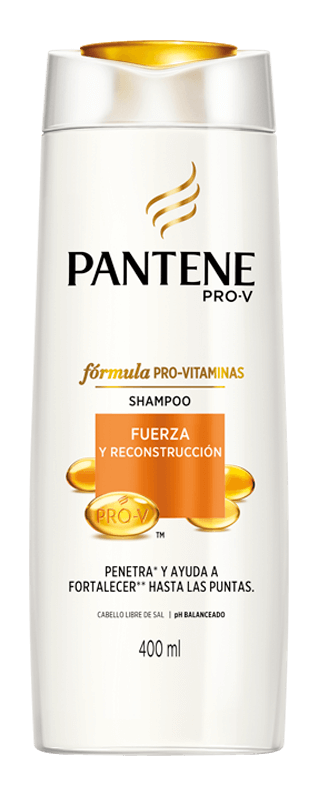 PANTENE
PRO-V
fórmula PRO-VITAMINAS
SHAMPOO
FUERZA
Y RECONSTRUCCIÓN
PRO-V
™
PENETRA* Y AYUDA A
FORTALECER** HASTA LAS PUNTAS.
CABELLO LIBRE DE SAL | pH BALANCEADO
400 ml